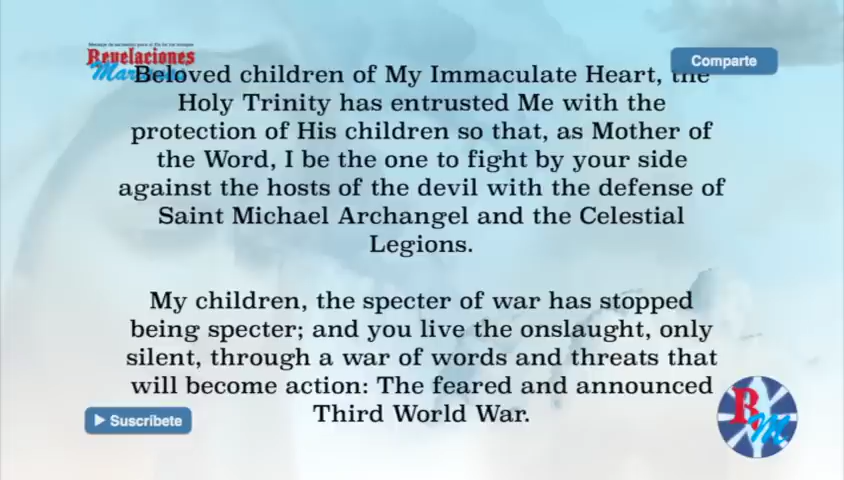 Revelaciones
Comparte
Beloved children of My Immaculate Heart, the
Holy Trinity has entrusted Me with the
protection of His children so that, as Mother of
the Word, I be the one to fight by your side
against the hosts of the devil with the defense of
Saint Michael Archangel and the Celestial
Legions.
My children, the specter of war has stopped
being specter; and you live the onslaught, only
silent, through a war of words and threats that
will become action: The feared and announced
Third World War.
Suscríbete
RM